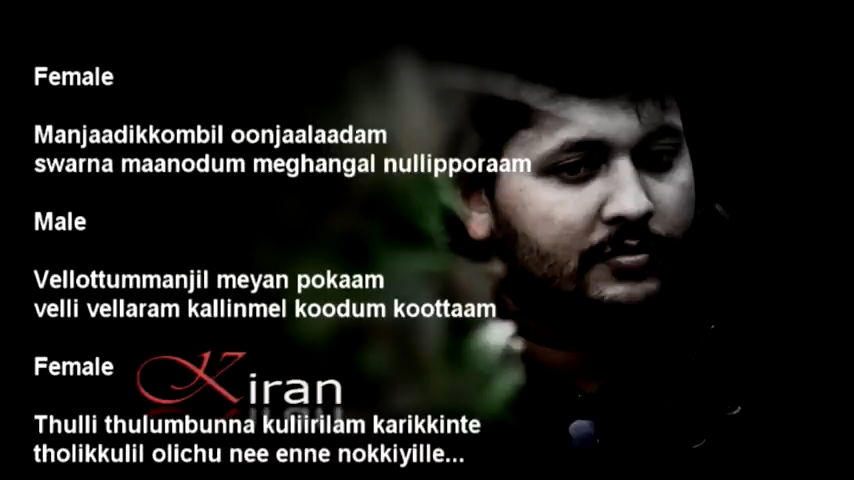 Female
Manjaadikkombil oonjaalaadam
swarna maanodum meghangal nullipporaam
Male
Vellottummanjil meyan pokaam
velli vellaram kallinmel koodum koottaam
Female
Kiran
Thulli thulumbunna kuliirilam karikkinte
tholikkulil olichu nee enne nokkiyille...